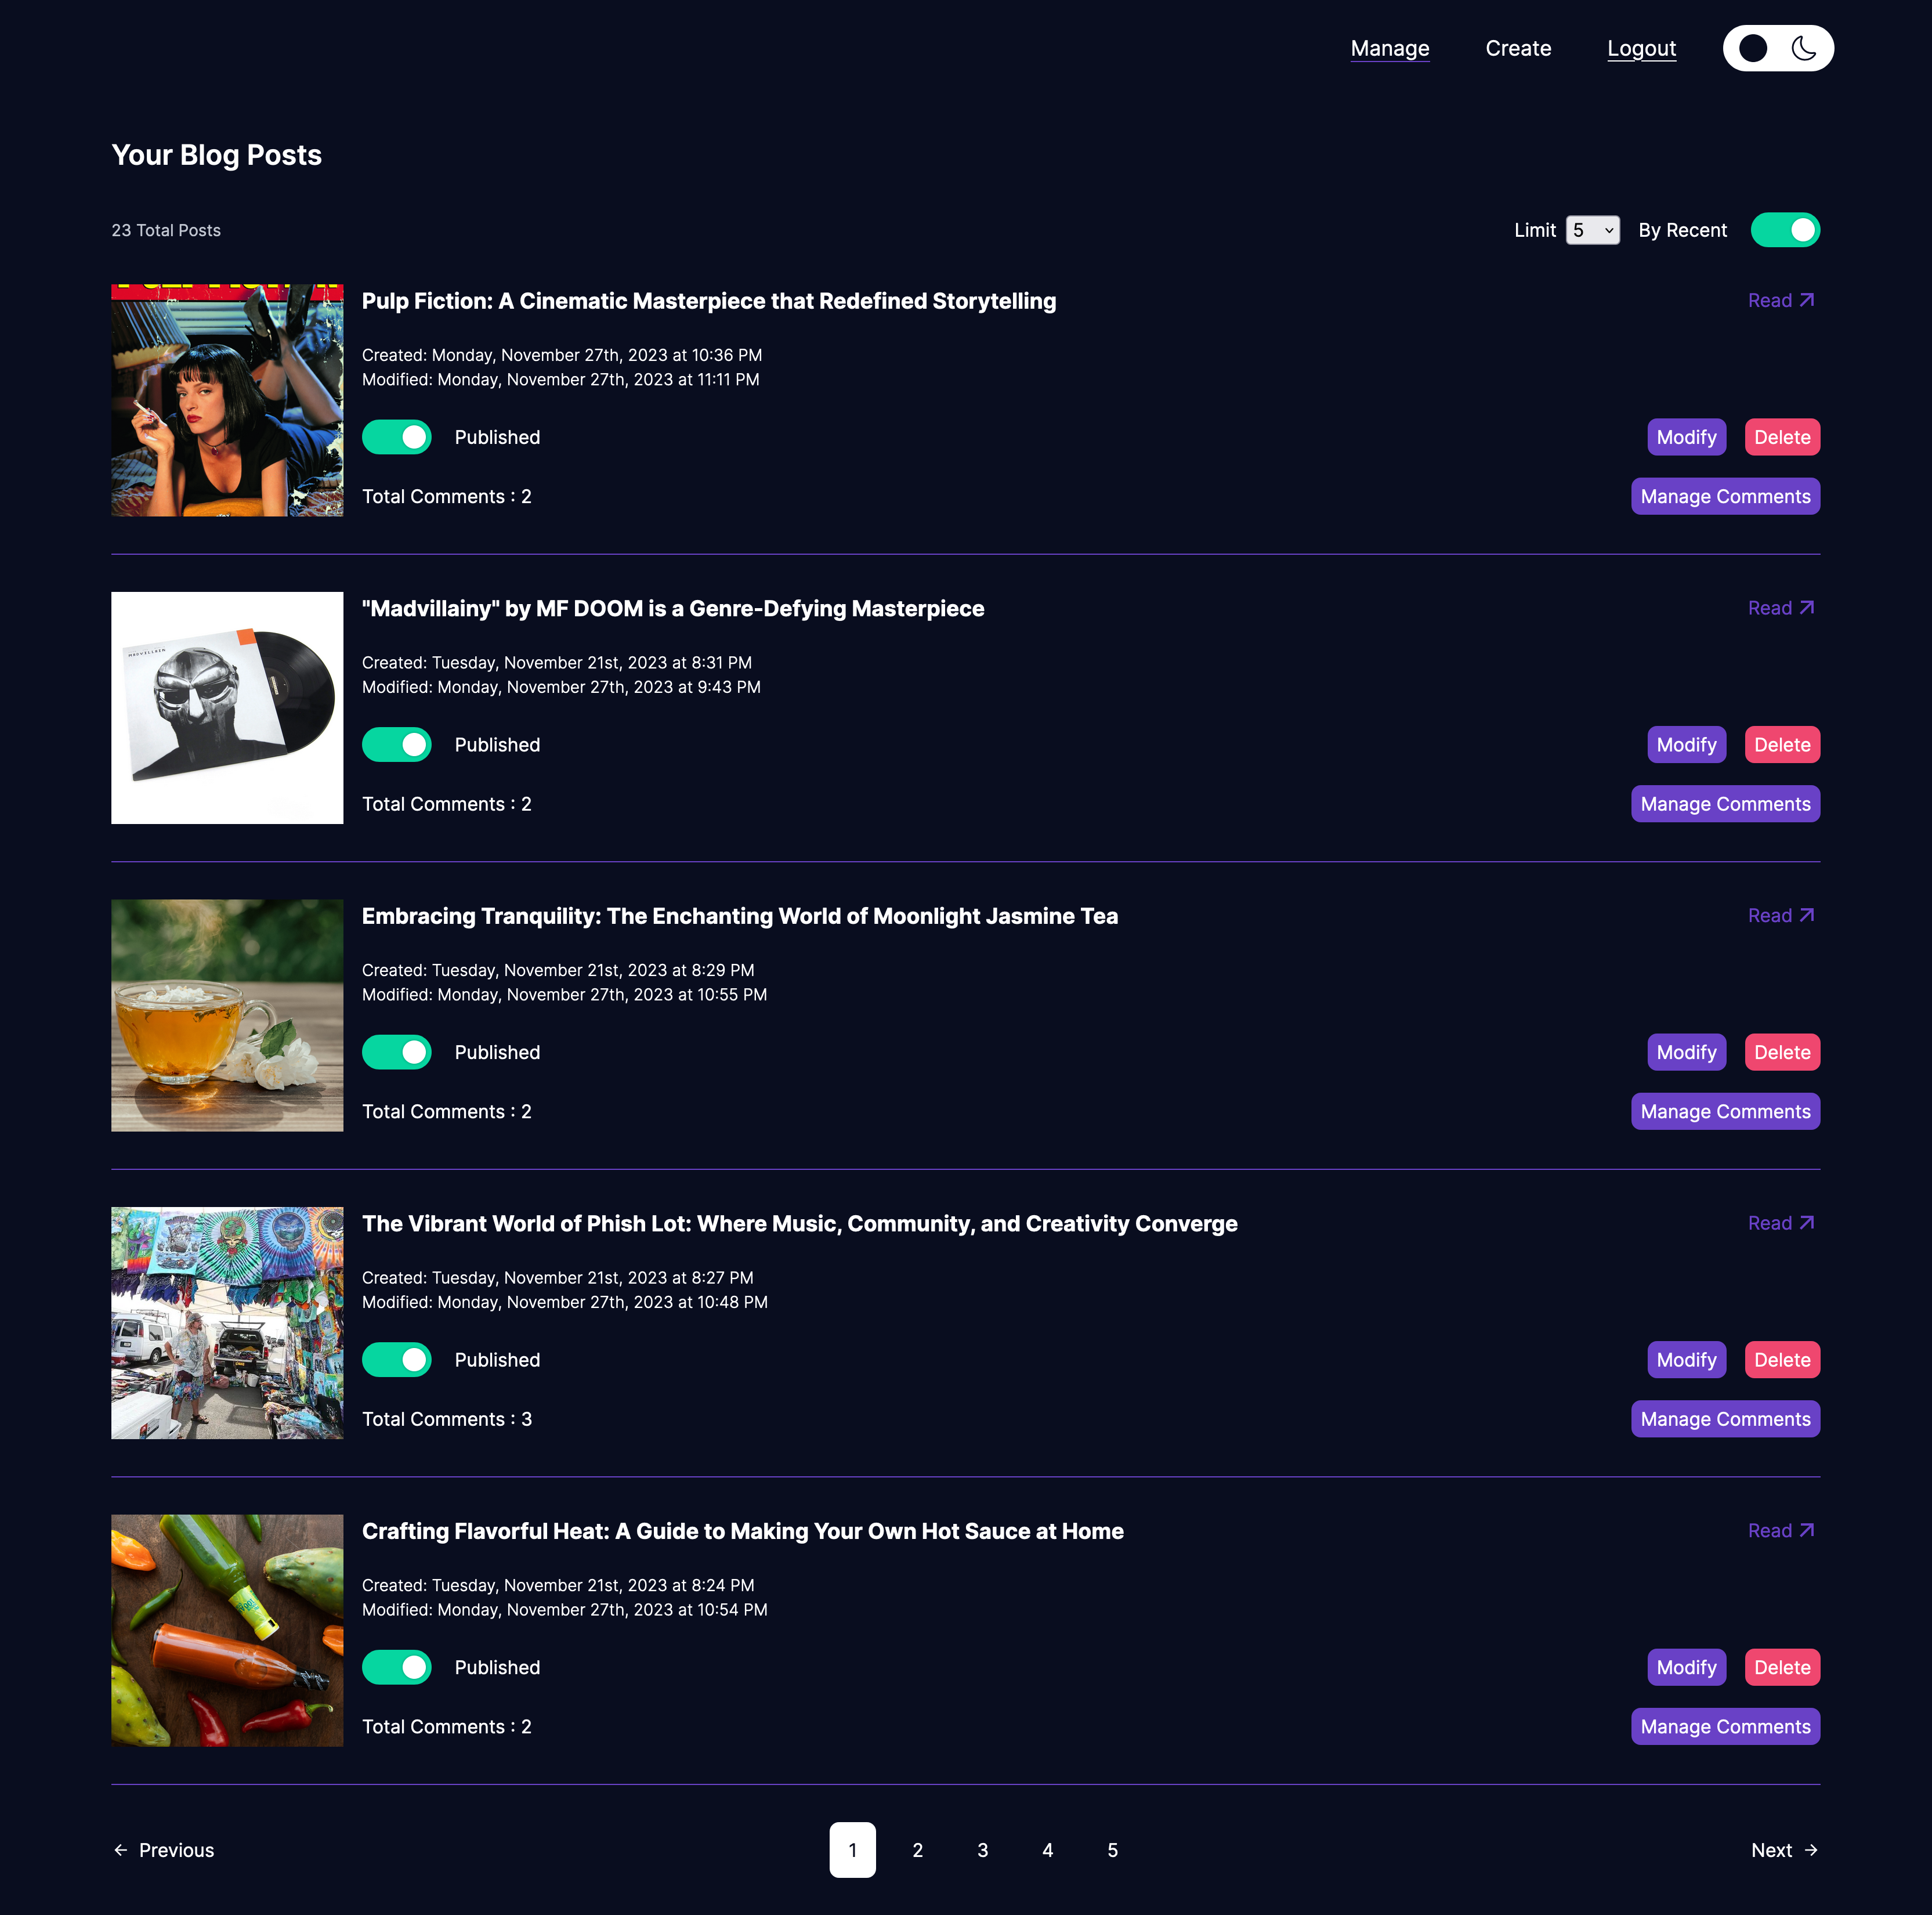 Manage Create Logout
Your Blog Posts
23 Total Posts Limit 5 By Recent
Pulp Fiction: A Cinematic Masterpiece that Redefined Storytelling Read
Created: Monday, November 27th, 2023 at 10:36 PM
Modified: Monday, November 27th, 2023 at 11:11 PM
Published Modify Delete
Total Comments : 2 Manage Comments
"Madvillainy" by MF DOOM is a Genre-Defying Masterpiece Read
MADVILLAIN
Created: Tuesday, November 21st, 2023 at 8:31 PM
Modified: Monday, November 27th, 2023 at 9:43 PM
Published Modify Delete
Total Comments : 2 Manage Comments
Embracing Tranquility: The Enchanting World of Moonlight Jasmine Tea Read
Created: Tuesday, November 21st, 2023 at 8:29 PM
Modified: Monday, November 27th, 2023 at 10:55 PM
Published Modify Delete
Total Comments : 2 Manage Comments
The Vibrant World of Phish Lot: Where Music, Community, and Creativity Converge Read
Created: Tuesday, November 21st, 2023 at 8:27 PM
Modified: Monday, November 27th, 2023 at 10:48 PM
Published Modify Delete
Total Comments : 3 Manage Comments
Crafting Flavorful Heat: A Guide to Making Your Own Hot Sauce at Home Read
Created: Tuesday, November 21st, 2023 at 8:24 PM
Modified: Monday, November 27th, 2023 at 10:54 PM
Published Modify Delete
Total Comments : 2 Manage Comments
Previous 1 2 3 4 5 Next